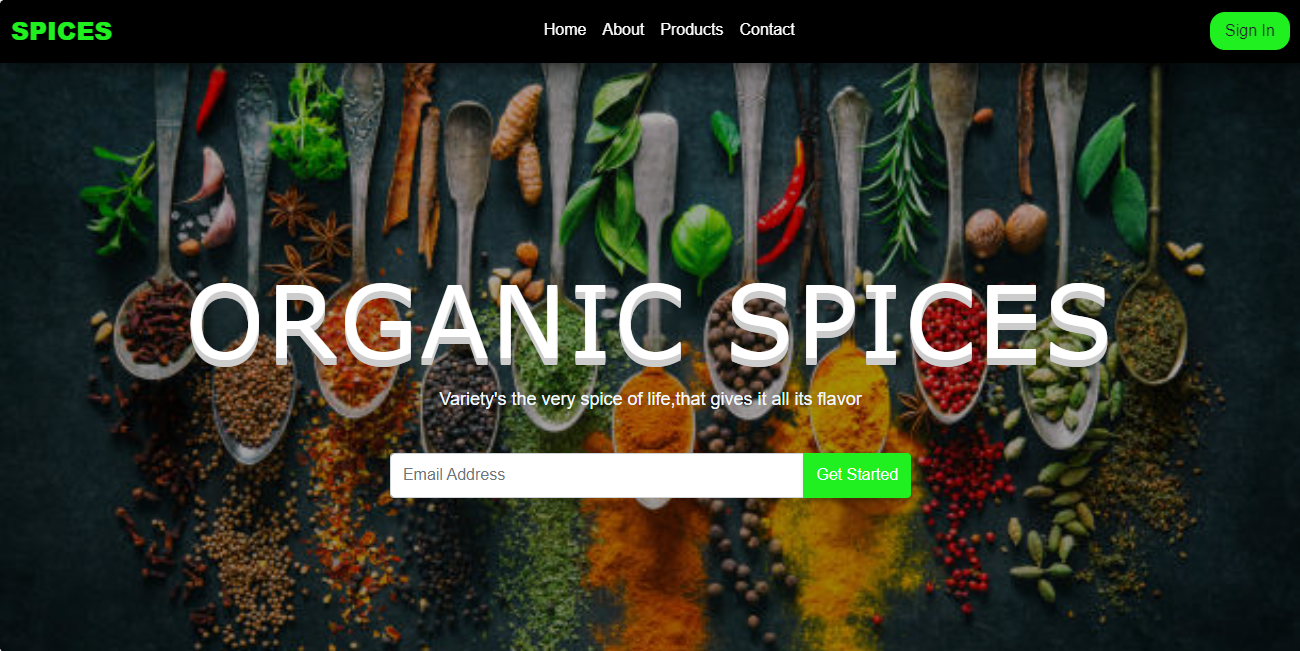 SPICES
Home About Products Contact
Sign In
ORGANIC SPICES
Variety's the very spice of life,that gives it all its flavor
Email Address
Get Started